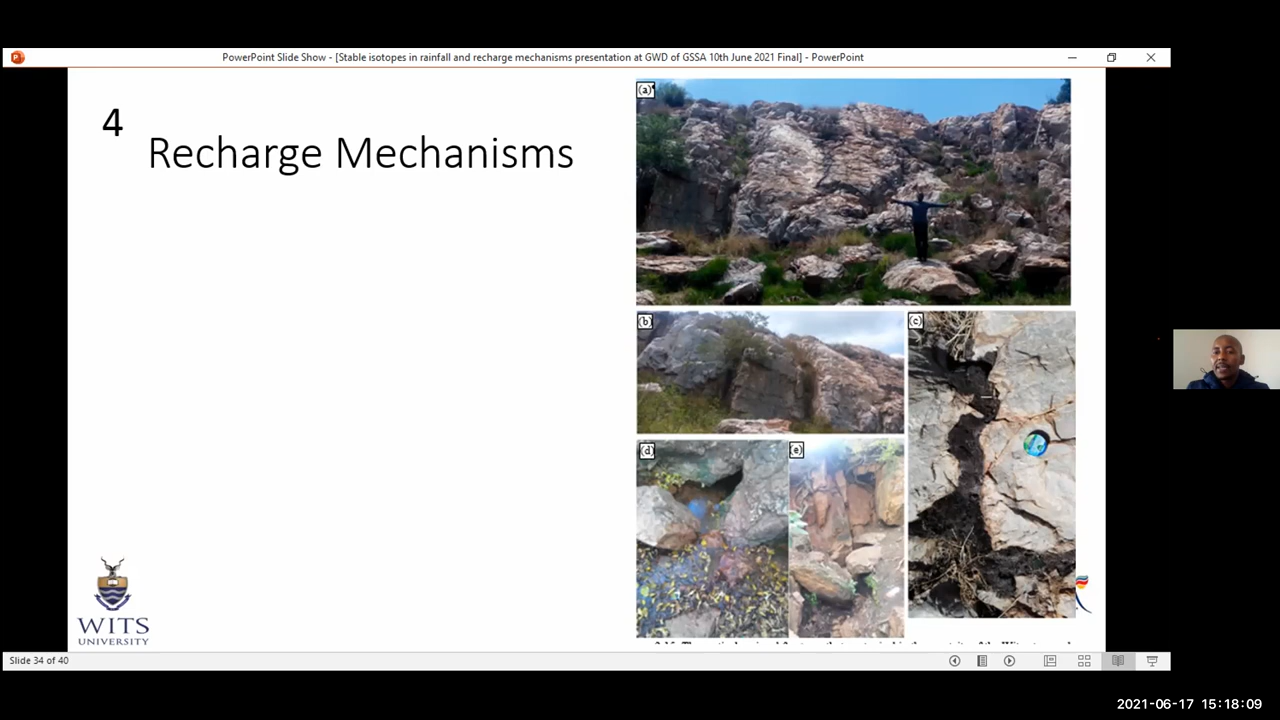 PowerPoint Slide Show - [Stable isotopes in rainfall and recharge mechanisms presentation at GWD of GSSA 10th June 2021 Final] - PowerPoint
4
Recharge Mechanisms
(a)
(b)
(c)
(d)
(e)
WITS
UNIVERSITY
Slide 34 of 40
2021-06-17 15:18:09